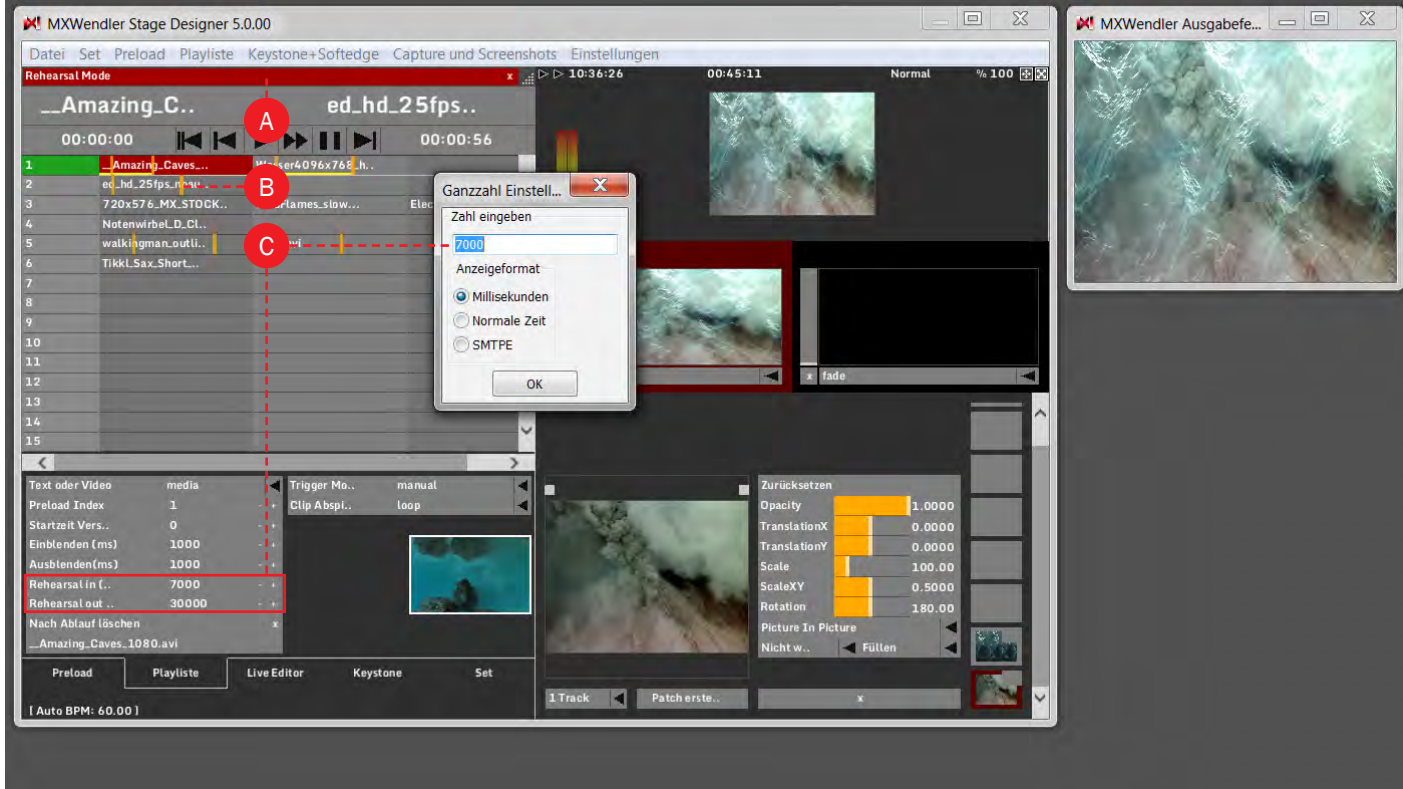 MXWendler Stage Designer 5.0.00
Datei Set Preload Playliste Keystone+Softedge Capture und Screenshots Einstellungen
Rehearsal Mode x
__Amazing_C.. ed_hd_25fps..
00:00:00 00:00:56
A
1 __Amazing_Caves_..
2 ed_hd_25fps_neau..
B
3 720x576_MX_STOCK..
4 Notenwirbel_D_Cl..
5 walkingman_outli..
C
6 Tikkl_Sax_Short_..
7
8
9
10
11
12
13
14
15
Text oder Video media
Preload Index 1 - +
Startzeit Vers.. 0 - +
Einblenden (ms) 1000 - +
Ausblenden(ms) 1000 - +
Rehearsal in (.. 7000 - +
Rehearsal out .. 30000 - +
Nach Ablauf löschen x
__Amazing_Caves_1080.avi
Trigger Mo.. manual
Clip Abspi.. loop
Preload Playliste Live Editor Keystone Set
[ Auto BPM: 60.00 ]
Ganzzahl Einstell...
Zahl eingeben
7000
Anzeigeformat
Millisekunden
Normale Zeit
SMTPE
OK
10:36:26 00:45:11 Normal % 100
x fade
Zurücksetzen
Opacity 1.0000
TranslationX 0.0000
TranslationY 0.0000
Scale 100.00
ScaleXY 0.5000
Rotation 180.00
Picture In Picture
Nicht w.. Füllen
1 Track Patch erste.. x
MXWendler Ausgabefe...